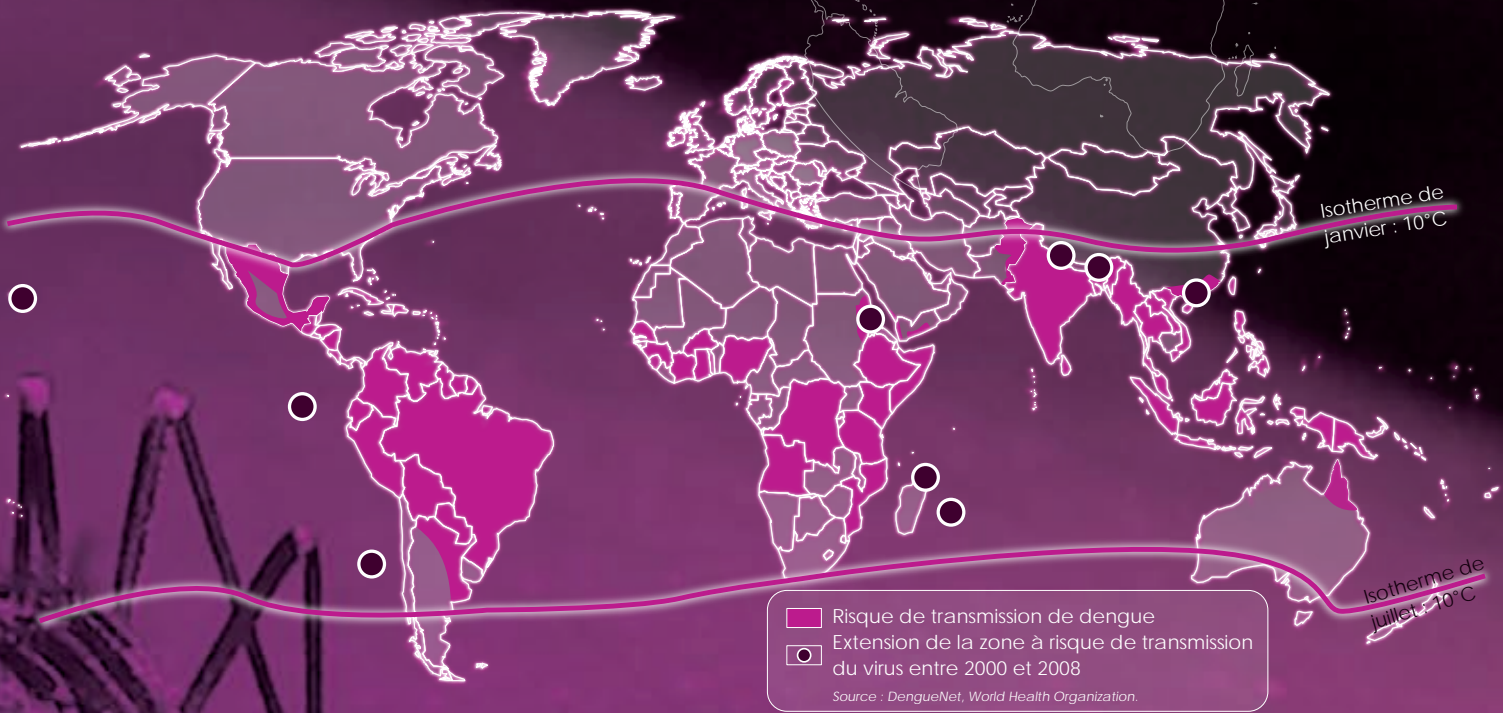 Isotherme de
janvier : 10°C
Isotherme de
juillet : 10°C
Risque de transmission de dengue
Extension de la zone à risque de transmission
du virus entre 2000 et 2008
Source : DengueNet, World Health Organization.